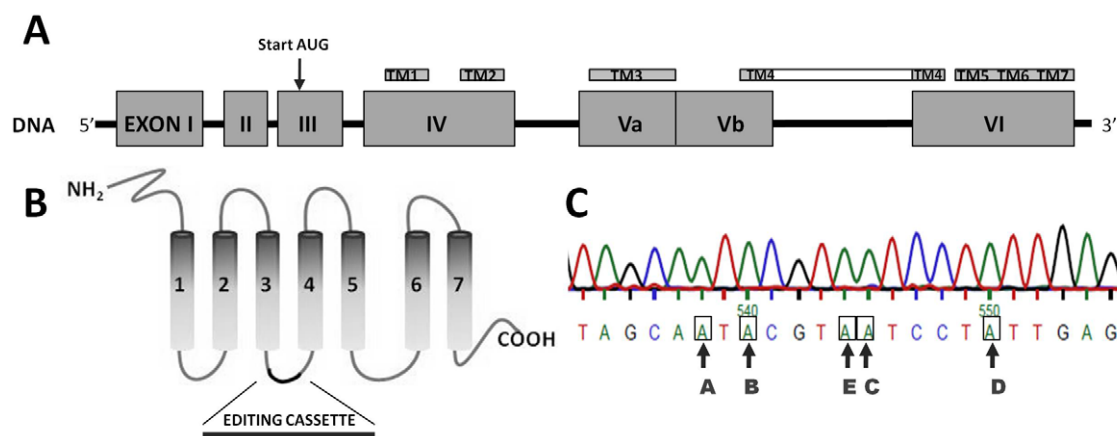 A
Start AUG
TM1 TM2 TM3 TM4 TM4 TM5 TM6 TM7
DNA 5’ EXON I II III IV Va Vb VI 3’
B
NH2
1 2 3 4 5 6 7
COOH
EDITING CASSETTE
C
540 550
T A G C A A T A C G T A A T C C T A T T G A G
A B E C D